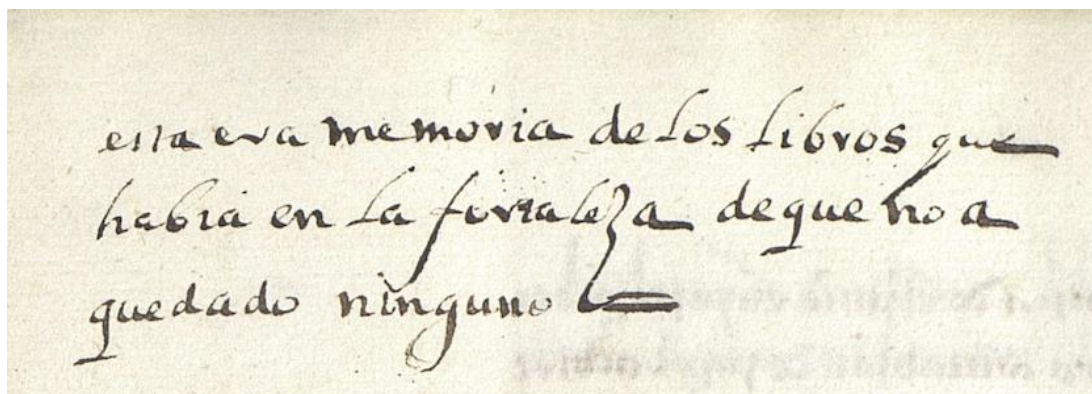 esta era memoria de los libros que
habia en la fortaleza de que no a
quedado ninguno